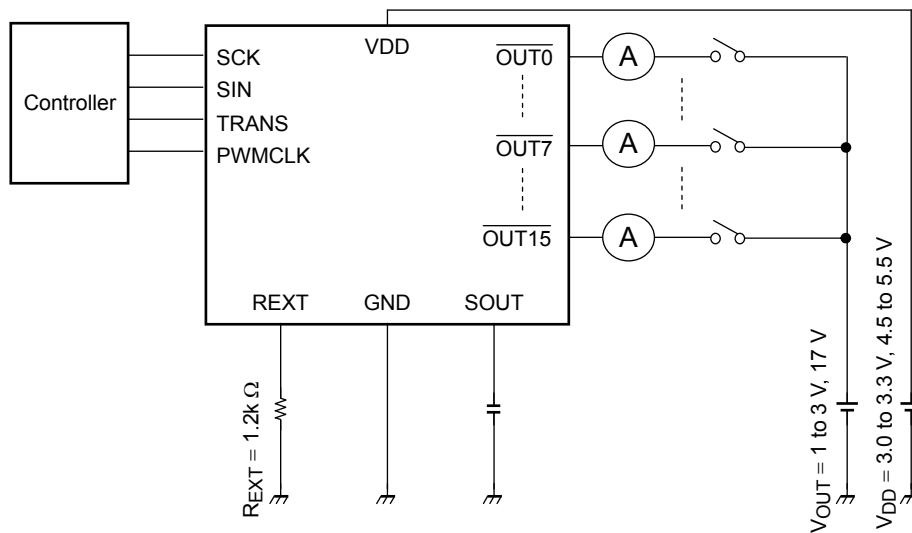 Controller
SCK
SIN
TRANS
PWMCLK
VDD
OUT0
A
OUT7
A
OUT15
A
REXT
GND
SOUT
REXT = 1.2k Ω
VOUT = 1 to 3 V, 17 V
VDD = 3.0 to 3.3 V, 4.5 to 5.5 V